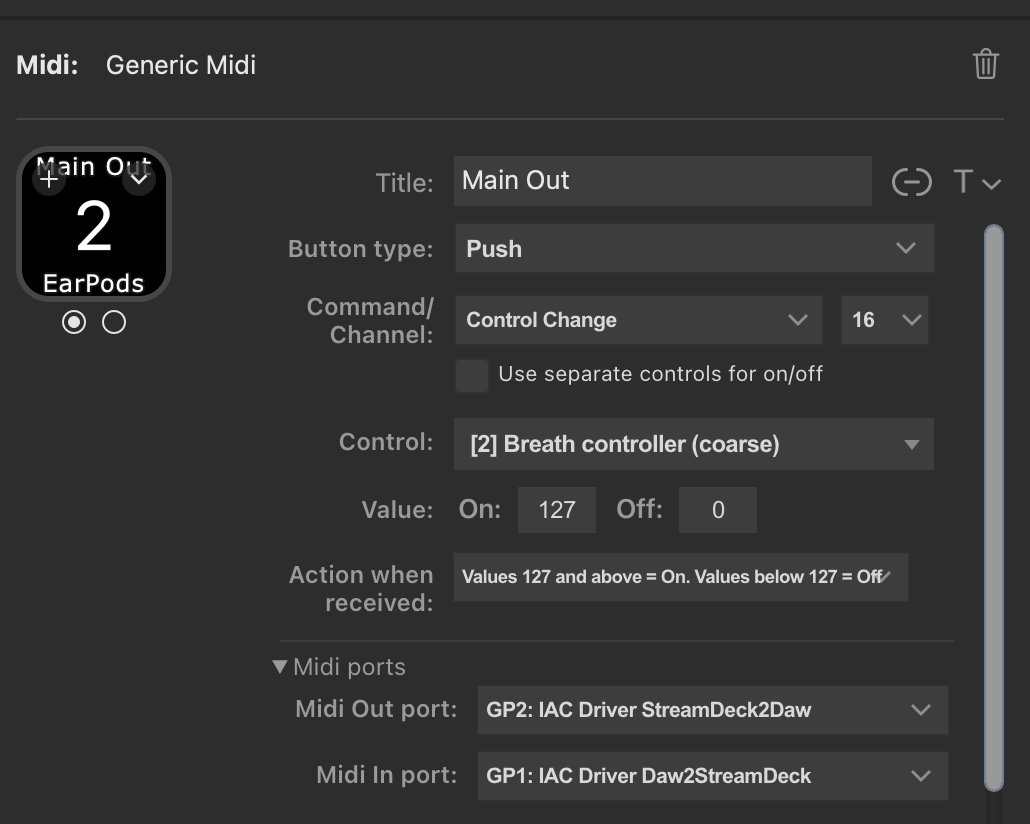 Midi: Generic Midi
Main Out
2
EarPods
Title: Main Out T
Button type: Push
Command/
Channel: Control Change 16
Use separate controls for on/off
Control: [2] Breath controller (coarse)
Value: On: 127 Off: 0
Action when
received: Values 127 and above = On. Values below 127 = Off
Midi ports
Midi Out port: GP2: IAC Driver StreamDeck2Daw
Midi In port: GP1: IAC Driver Daw2StreamDeck